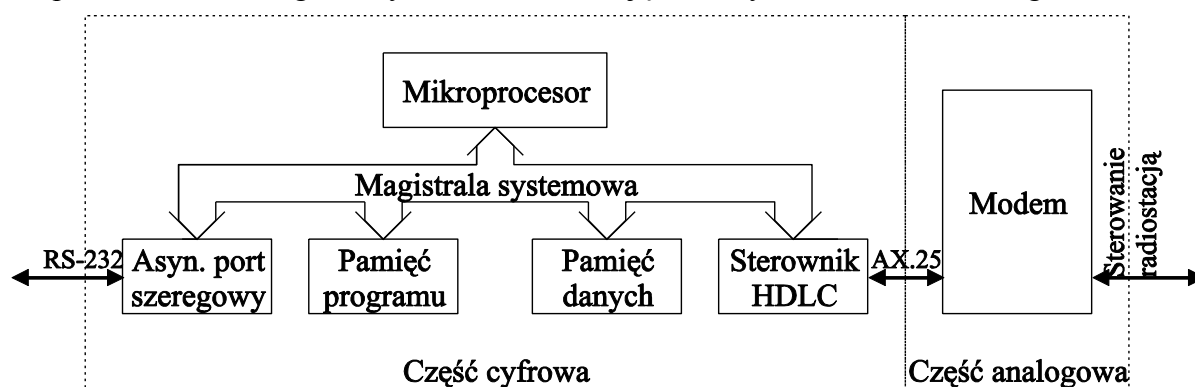 Mikroprocesor
Magistrala systemowa
RS-232
Asyn. port
szeregowy
Pamięć
programu
Pamięć
danych
Sterownik
HDLC
AX.25
Modem
Sterowanie
radiostacją
Część cyfrowa
Część analogowa